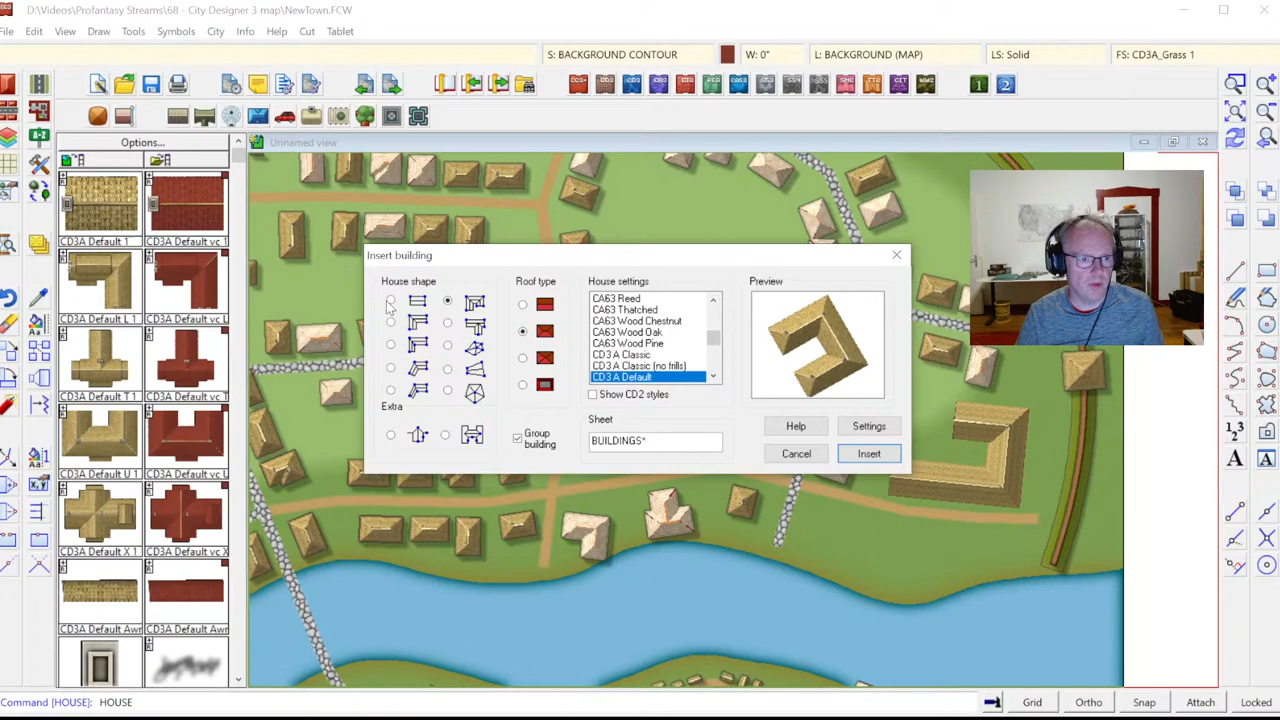 D:\Videos\Profantasy Streams\68 - City Designer 3 map\NewTown.FCW
File Edit View Draw Tools Symbols City Info Help Cut Tablet
S: BACKGROUND CONTOUR W: 0" L: BACKGROUND (MAP) LS: Solid FS: CD3A_Grass 1
Options...
Unnamed view
CD3A Default 1 CD3A Default vc 1
CD3A Default L 1 CD3A Default vc L
CD3A Default T 1 CD3A Default vc T
CD3A Default U 1 CD3A Default vc U
CD3A Default X 1 CD3A Default vc X
CD3A Default Awr CD3A Default Awr
Insert building
House shape
Extra
Roof type
Group
building
House settings
CA63 Reed
CA63 Thatched
CA63 Wood Chestnut
CA63 Wood Oak
CA63 Wood Pine
CD3 A Classic
CD3 A Classic (no frills)
CD3 A Default
Show CD2 styles
Sheet
BUILDINGS*
Preview
Help Settings
Cancel Insert
Command [HOUSE]: HOUSE
Grid Ortho Snap Attach Locked